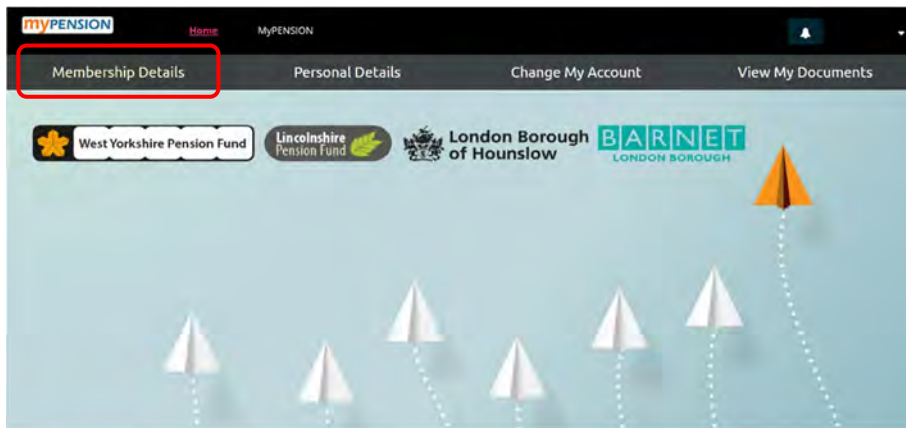 myPENSION Home MyPENSION
Membership Details Personal Details Change My Account View My Documents
West Yorkshire Pension Fund
Lincolnshire
Pension Fund
London Borough
of Hounslow
BARNET
LONDON BOROUGH